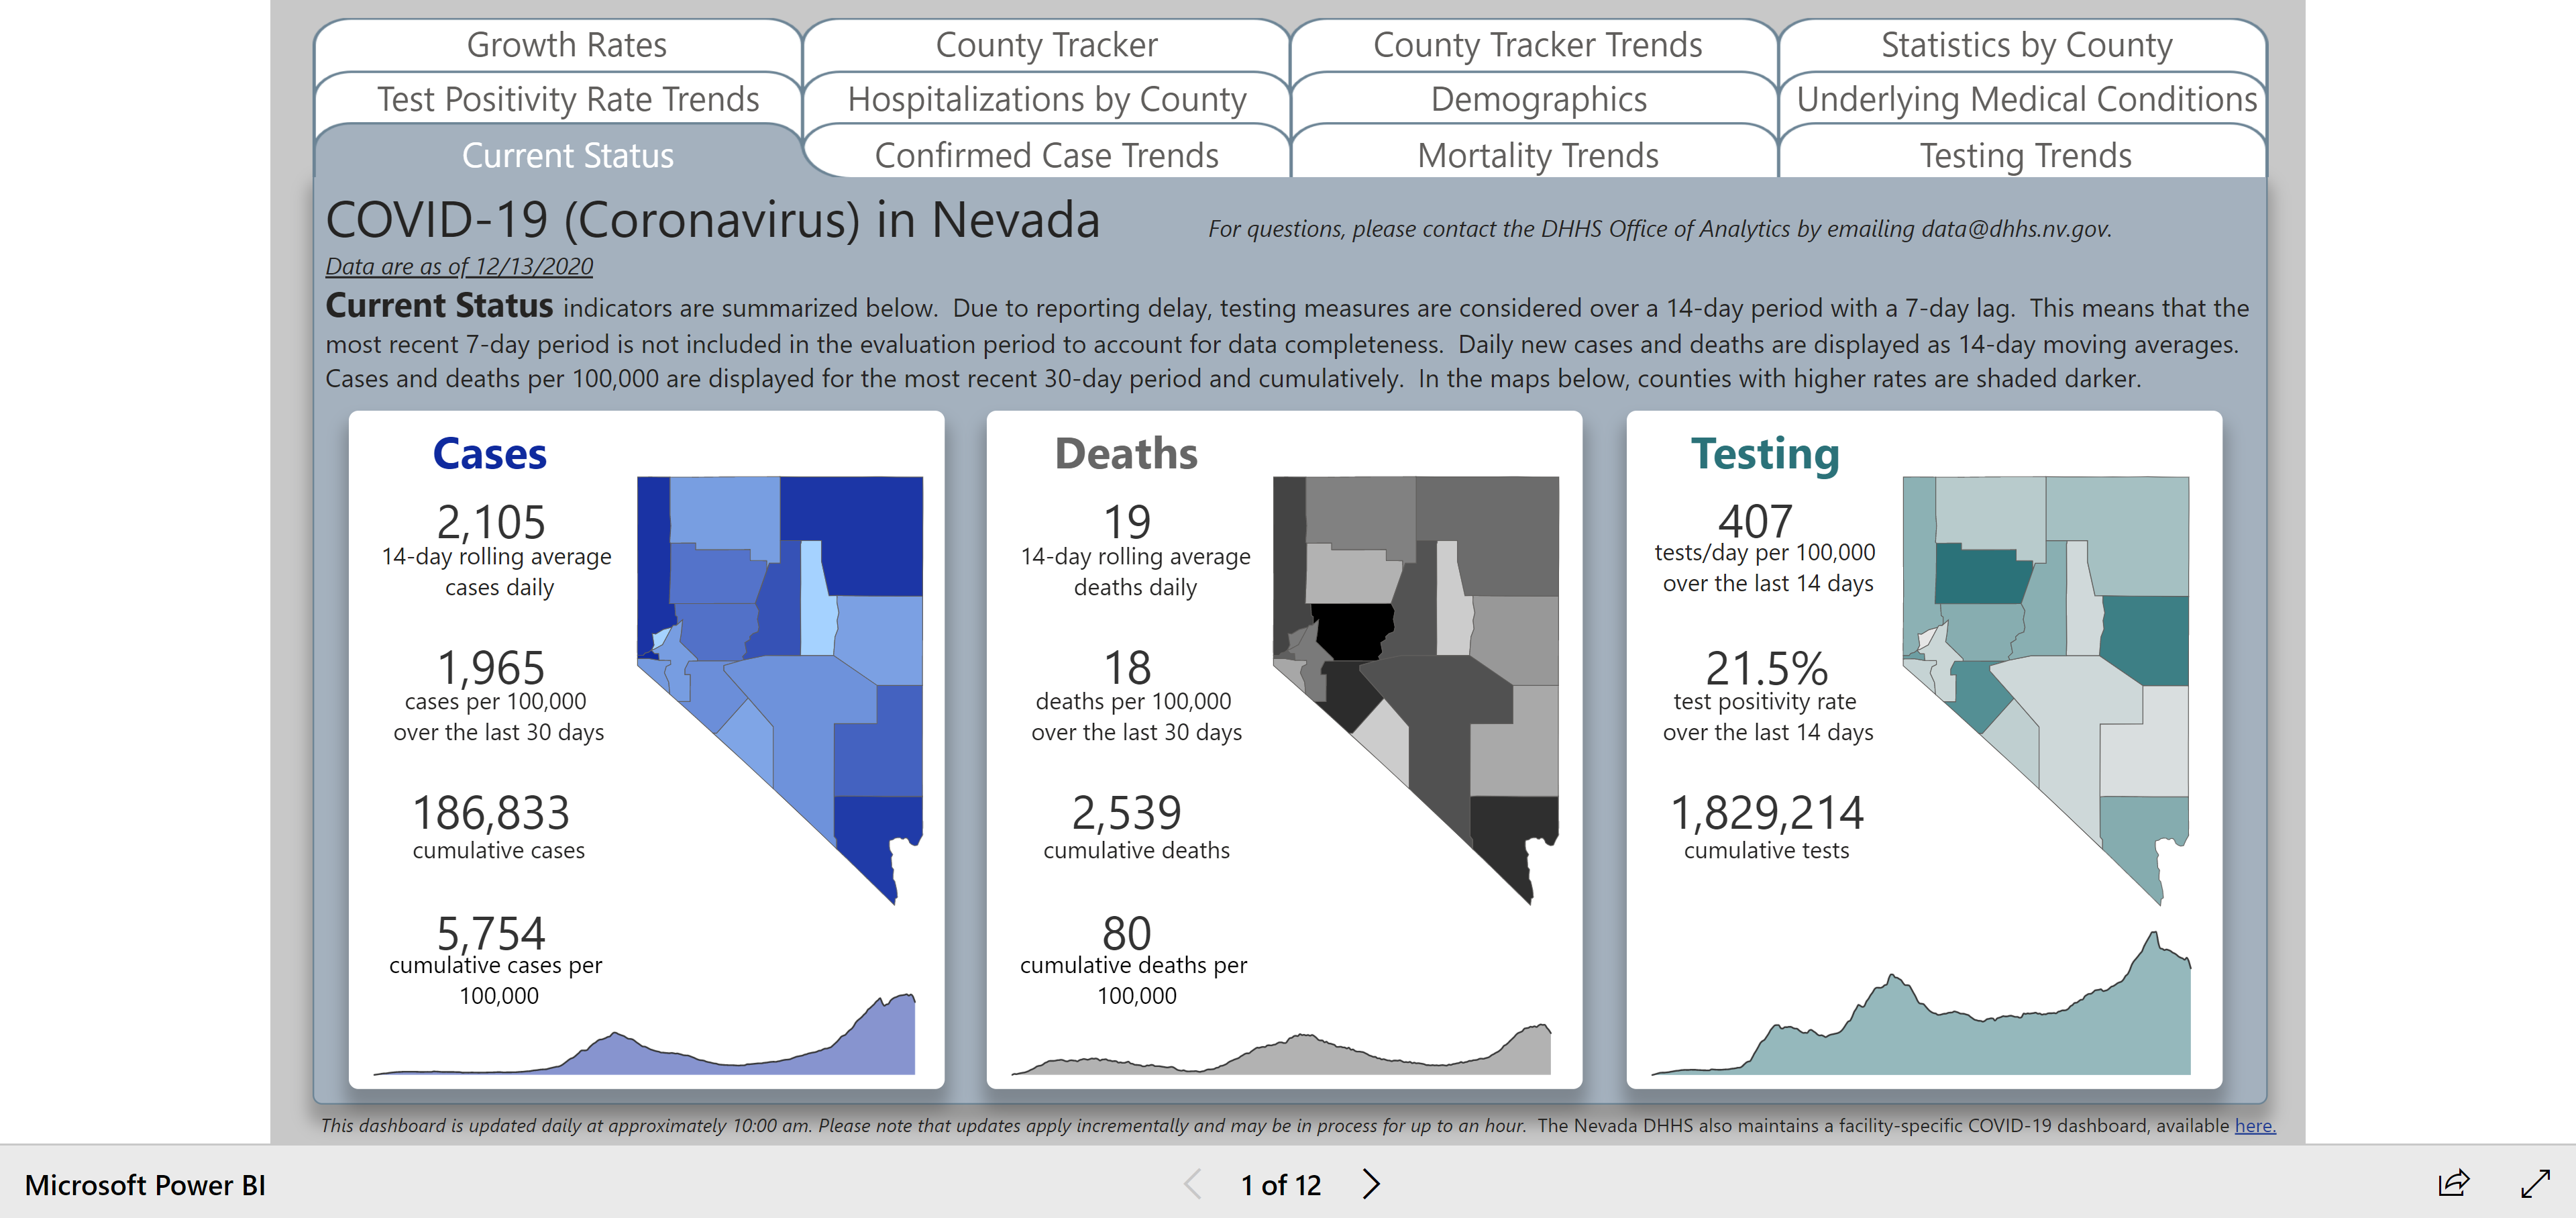 Growth Rates
County Tracker
County Tracker Trends
Statistics by County
Test Positivity Rate Trends
Hospitalizations by County
Demographics
Underlying Medical Conditions
Current Status
Confirmed Case Trends
Mortality Trends
Testing Trends
COVID-19 (Coronavirus) in Nevada
For questions, please contact the DHHS Office of Analytics by emailing data@dhhs.nv.gov.
Data are as of 12/13/2020
Current Status indicators are summarized below.  Due to reporting delay, testing measures are considered over a 14-day period with a 7-day lag.  This means that the
most recent 7-day period is not included in the evaluation period to account for data completeness.  Daily new cases and deaths are displayed as 14-day moving averages.
Cases and deaths per 100,000 are displayed for the most recent 30-day period and cumulatively.  In the maps below, counties with higher rates are shaded darker.
Cases
2,105
14-day rolling average
cases daily
1,965
cases per 100,000
over the last 30 days
186,833
cumulative cases
5,754
cumulative cases per
100,000
Deaths
19
14-day rolling average
deaths daily
18
deaths per 100,000
over the last 30 days
2,539
cumulative deaths
80
cumulative deaths per
100,000
Testing
407
tests/day per 100,000
over the last 14 days
21.5%
test positivity rate
over the last 14 days
1,829,214
cumulative tests
This dashboard is updated daily at approximately 10:00 am. Please note that updates apply incrementally and may be in process for up to an hour.  The Nevada DHHS also maintains a facility-specific COVID-19 dashboard, available here.
Microsoft Power BI
1 of 12